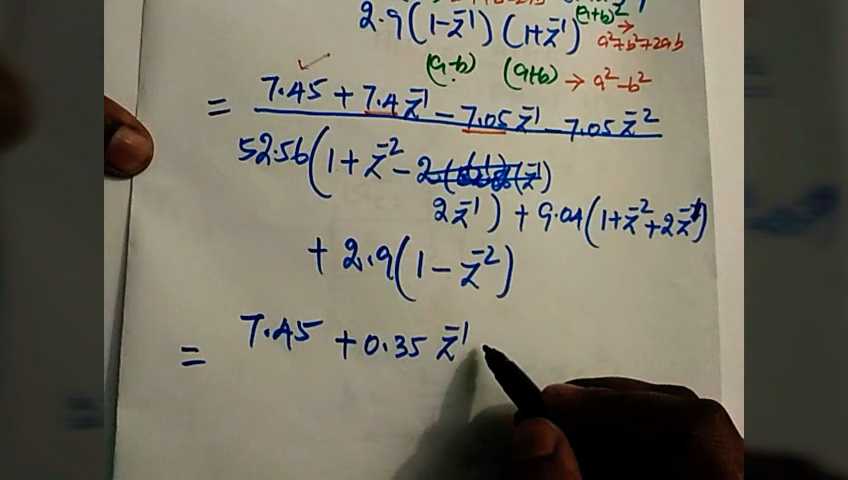 2.9(1-z̄¹)(1+z̄¹) (a+b)²
a²+b²+2ab
(a-b) (a+b) → a²-b²
= 7.45 + 7.4z̄¹ - 7.05z̄¹ - 7.05z̄²
52.56(1+z̄² - 2
2z̄¹) + 9.04(1+z̄²+2z̄¹)
+ 2.9(1-z̄²)
= 7.45 + 0.35z̄¹